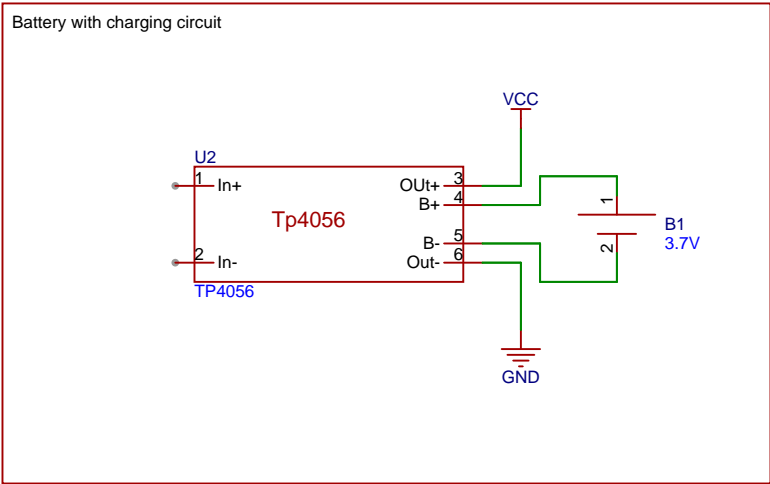 Battery with charging circuit
VCC
U2
1 In+
OUt+ 3
B+ 4
1
Tp4056
B1
3.7V
B- 5
2
2 In-
Out- 6
TP4056
GND